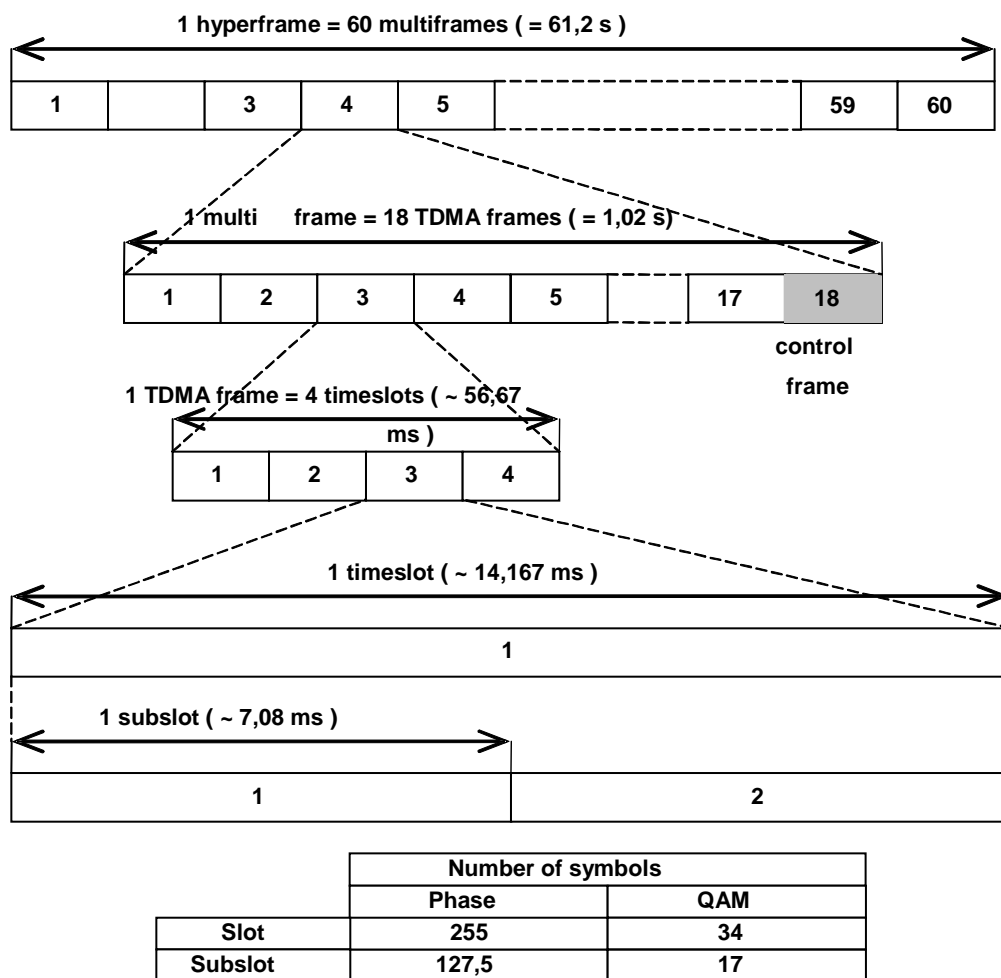 1 hyperframe = 60 multiframes ( = 61,2 s )
1 3 4 5 59 60
1 multi frame = 18 TDMA frames ( = 1,02 s)
1 2 3 4 5 17 18
control
frame
1 TDMA frame = 4 timeslots ( ~ 56,67
ms )
1 2 3 4
1 timeslot ( ~ 14,167 ms )
1
1 subslot ( ~ 7,08 ms )
1 2
Number of symbols
Phase QAM
Slot 255 34
Subslot 127,5 17